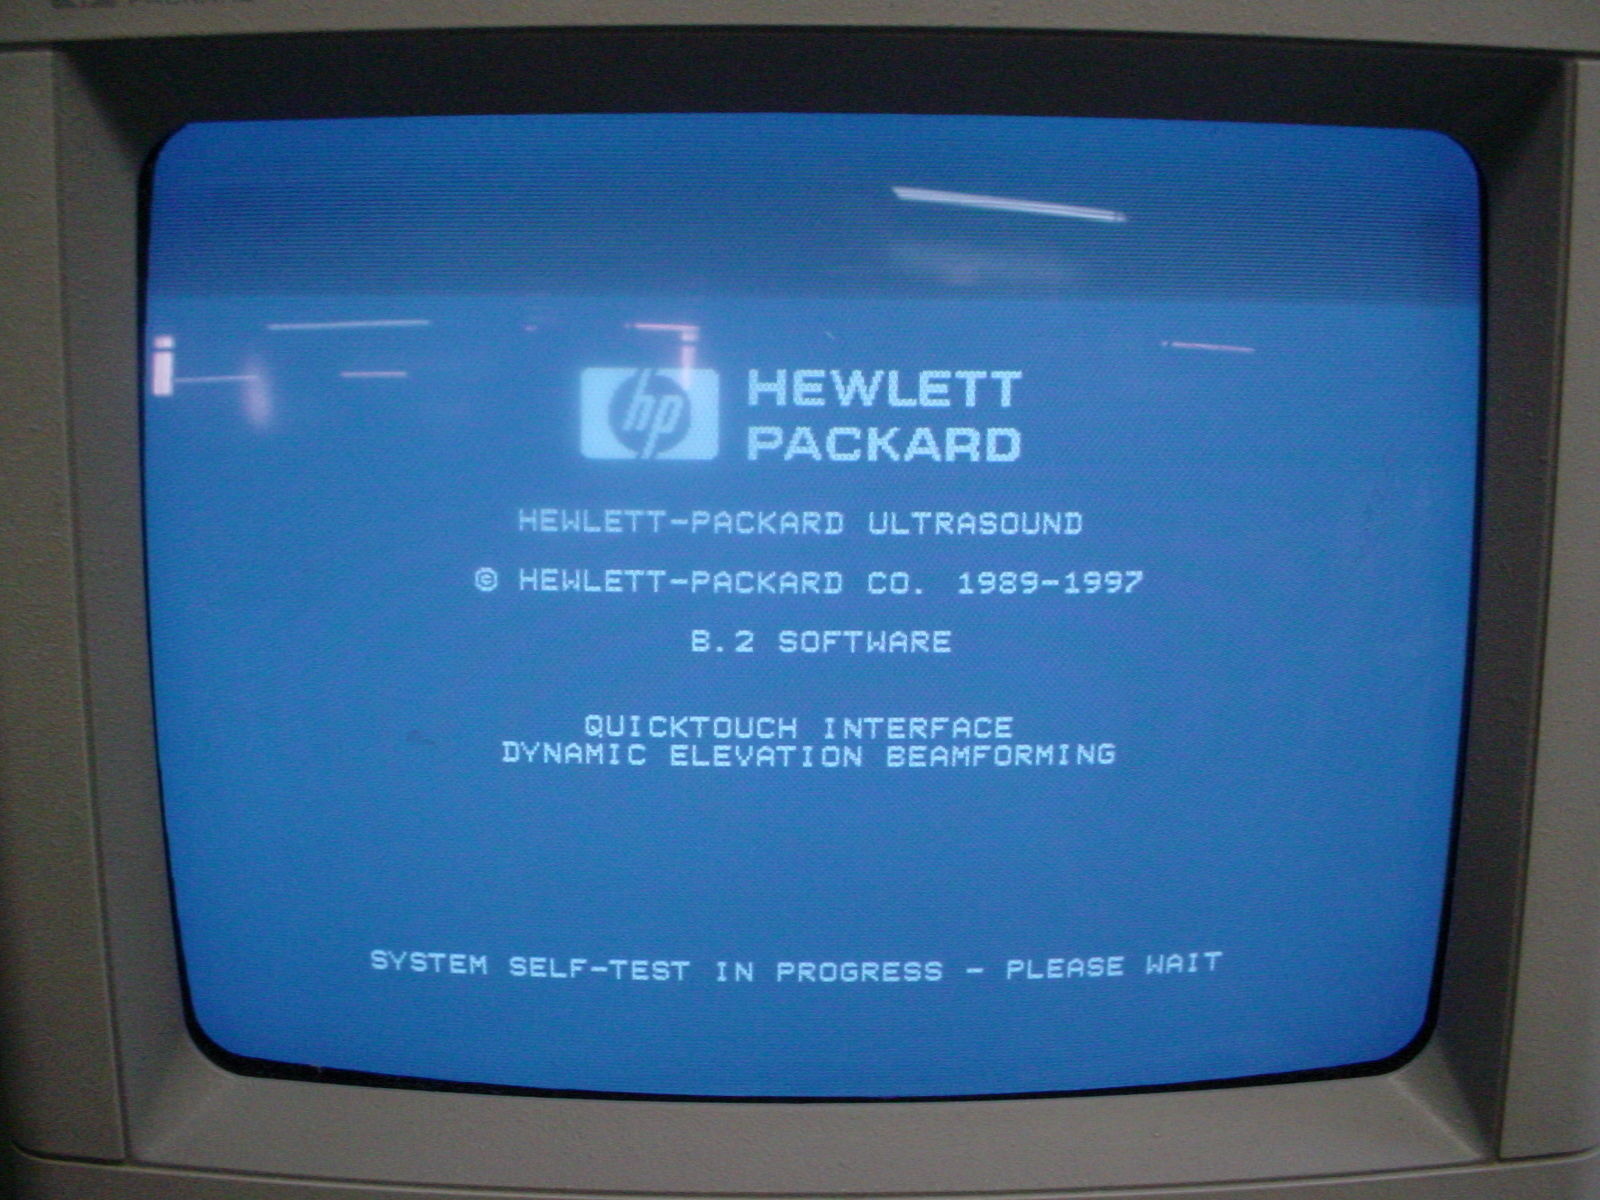 hp HEWLETT
PACKARD
HEWLETT-PACKARD ULTRASOUND
© HEWLETT-PACKARD CO. 1989-1997
B.2 SOFTWARE
QUICKTOUCH INTERFACE
DYNAMIC ELEVATION BEAMFORMING
SYSTEM SELF-TEST IN PROGRESS - PLEASE WAIT